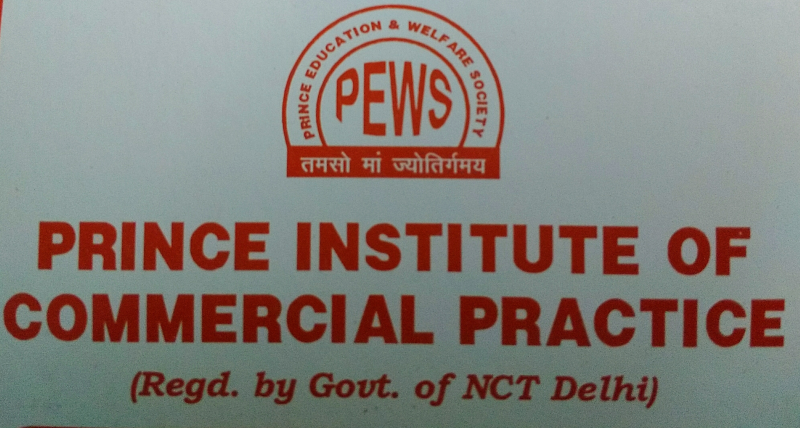 PRINCE EDUCATION & WELFARE SOCIETY
PEWS
तमसो मां ज्योतिर्गमय
PRINCE INSTITUTE OF
COMMERCIAL PRACTICE
(Regd. by Govt. of NCT Delhi)